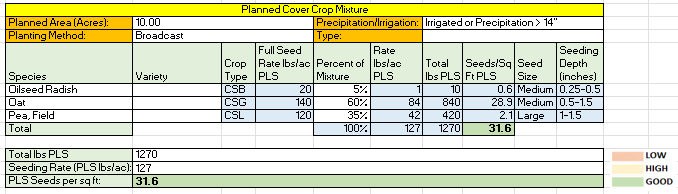 Planned Cover Crop Mixture
Planted Area (Acres): 10.00 Precipitation/Irrigation: Irrigated or Precipitation > 14"
Planting Method: Broadcast Type:
Species Variety Crop Type Full Seed Rate lbs/ac PLS Percent of Mixture Rate lbs/ac PLS Total lbs PLS Seeds/Sq Ft PLS Seed Size Seeding Depth (inches)
Oilseed Radish CSB 20 5% 1 10 0.6 Medium 0.25-0.5
Oat CSG 140 60% 84 840 28.9 Medium 0.5-1.5
Pea, Field CSL 120 35% 42 420 2.1 Large 1-1.5
Total 100% 127 1270 31.6
Total lbs PLS 1270
Seeding Rate (PLS lbs/ac): 127
PLS Seeds per sq ft: 31.6
LOW
HIGH
GOOD